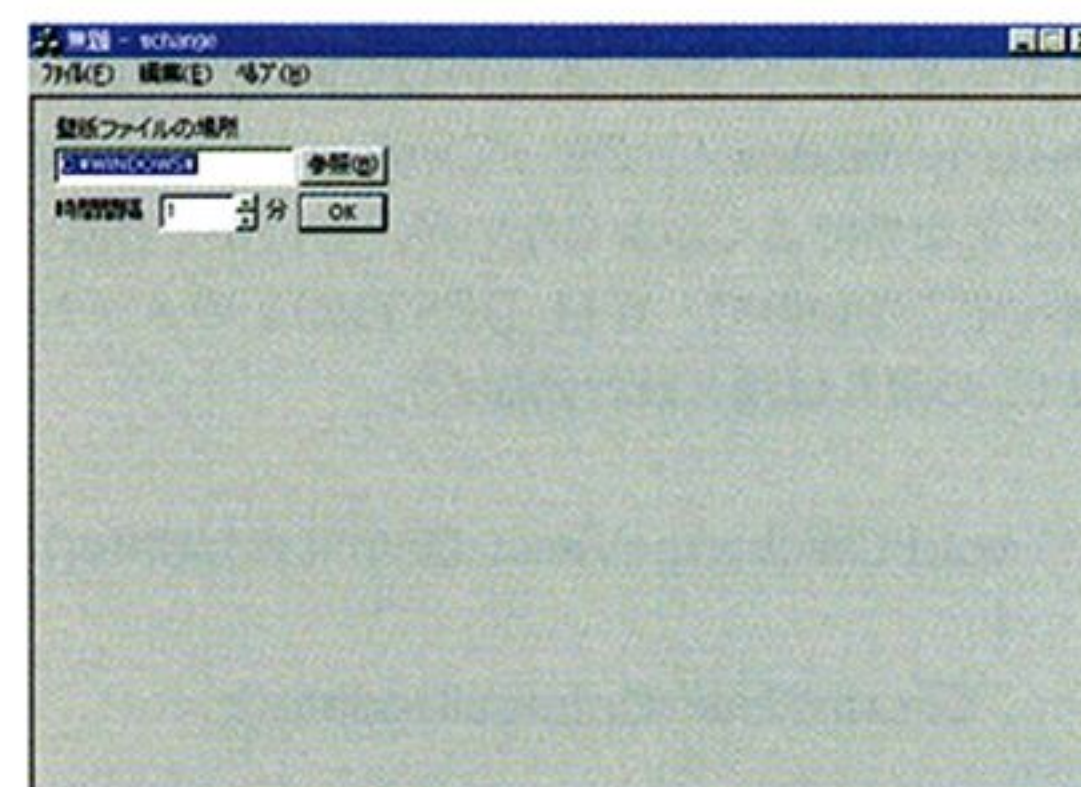 無題 - wchange
ファイル(F) 編集(E) ヘルプ(H)
壁紙ファイルの場所
C:¥WINDOWS¥ 参照(R)
時間間隔 1 分 OK